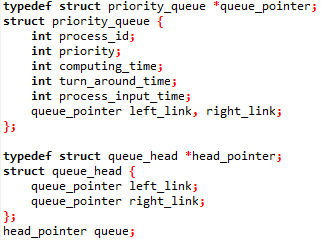 typedef struct priority_queue *queue_pointer;
struct priority_queue {
    int process_id;
    int priority;
    int computing_time;
    int turn_around_time;
    int process_input_time;
    queue_pointer left_link, right_link;
};

typedef struct queue_head *head_pointer;
struct queue_head {
    queue_pointer left_link;
    queue_pointer right_link;
};
head_pointer queue;